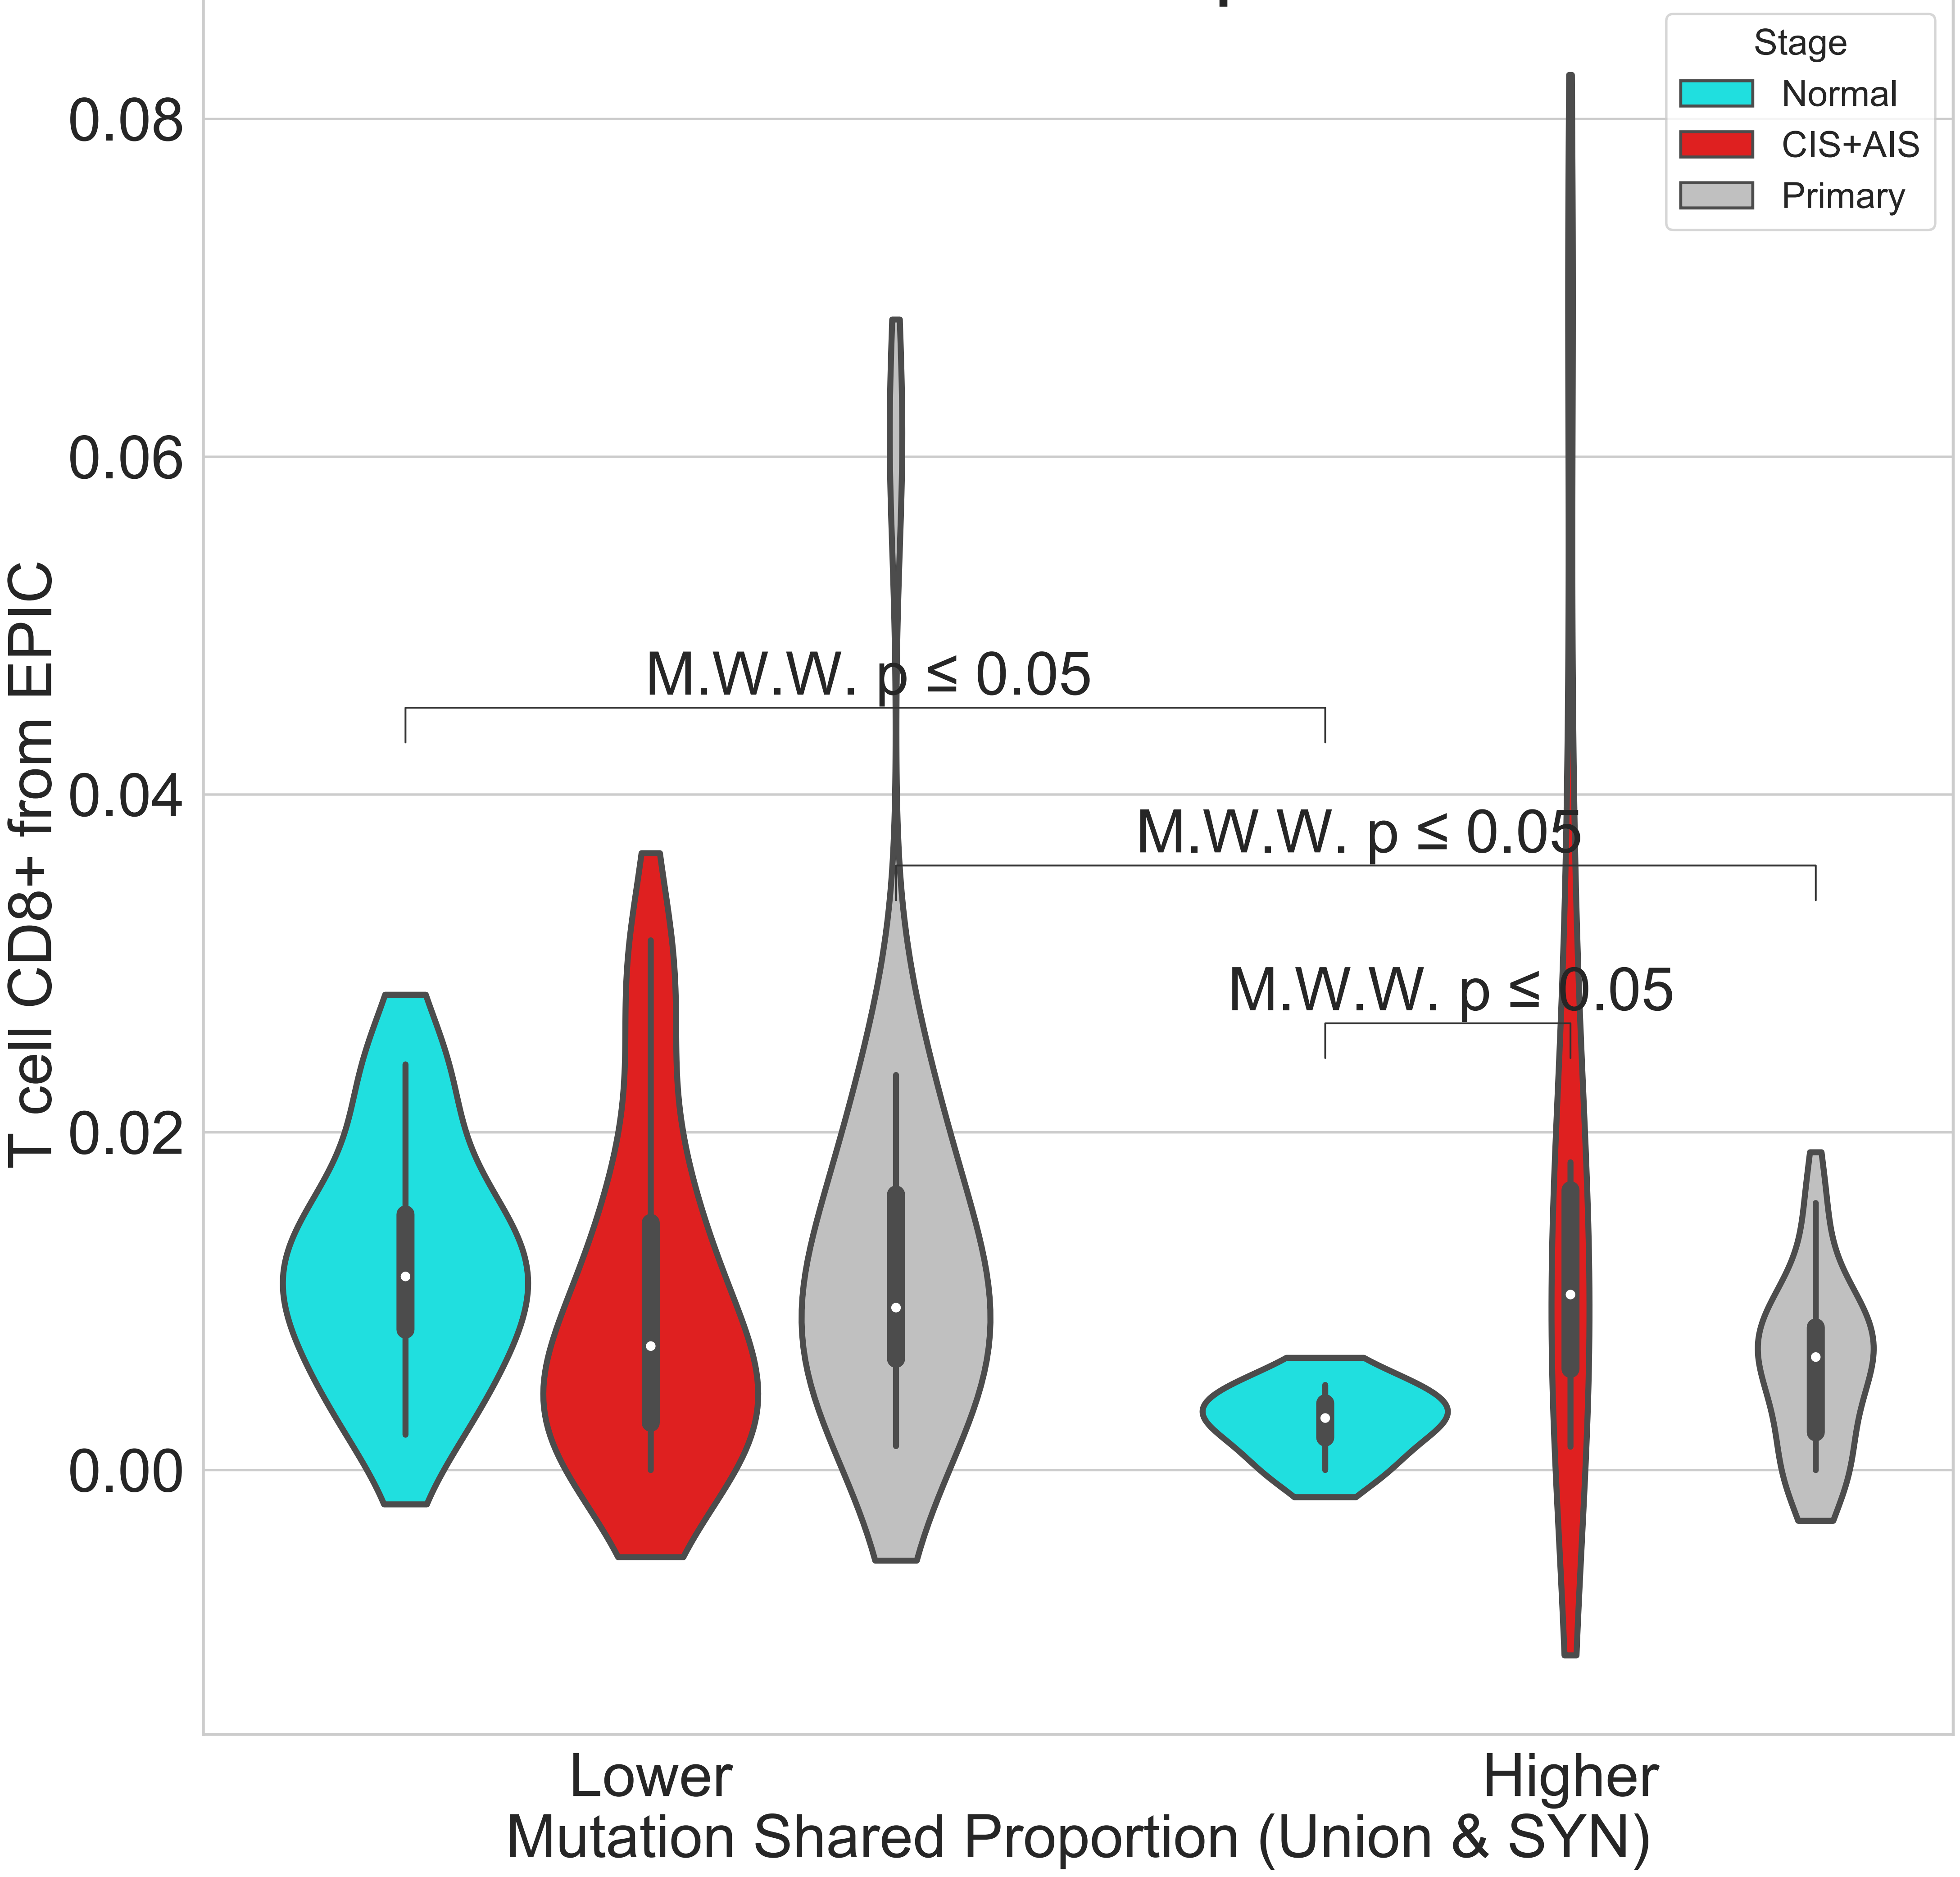 Stage
Normal
CIS+AIS
Primary
0.08
0.06
0.04
0.02
0.00
T cell CD8+ from EPIC
M.W.W. p ≤ 0.05
M.W.W. p ≤ 0.05
M.W.W. p ≤ 0.05
Lower
Higher
Mutation Shared Proportion (Union & SYN)